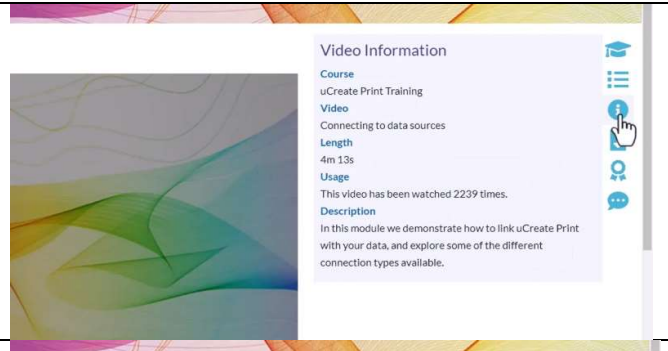 Video Information
Course
uCreate Print Training
Video
Connecting to data sources
Length
4m 13s
Usage
This video has been watched 2239 times.
Description
In this module we demonstrate how to link uCreate Print
with your data, and explore some of the different
connection types available.